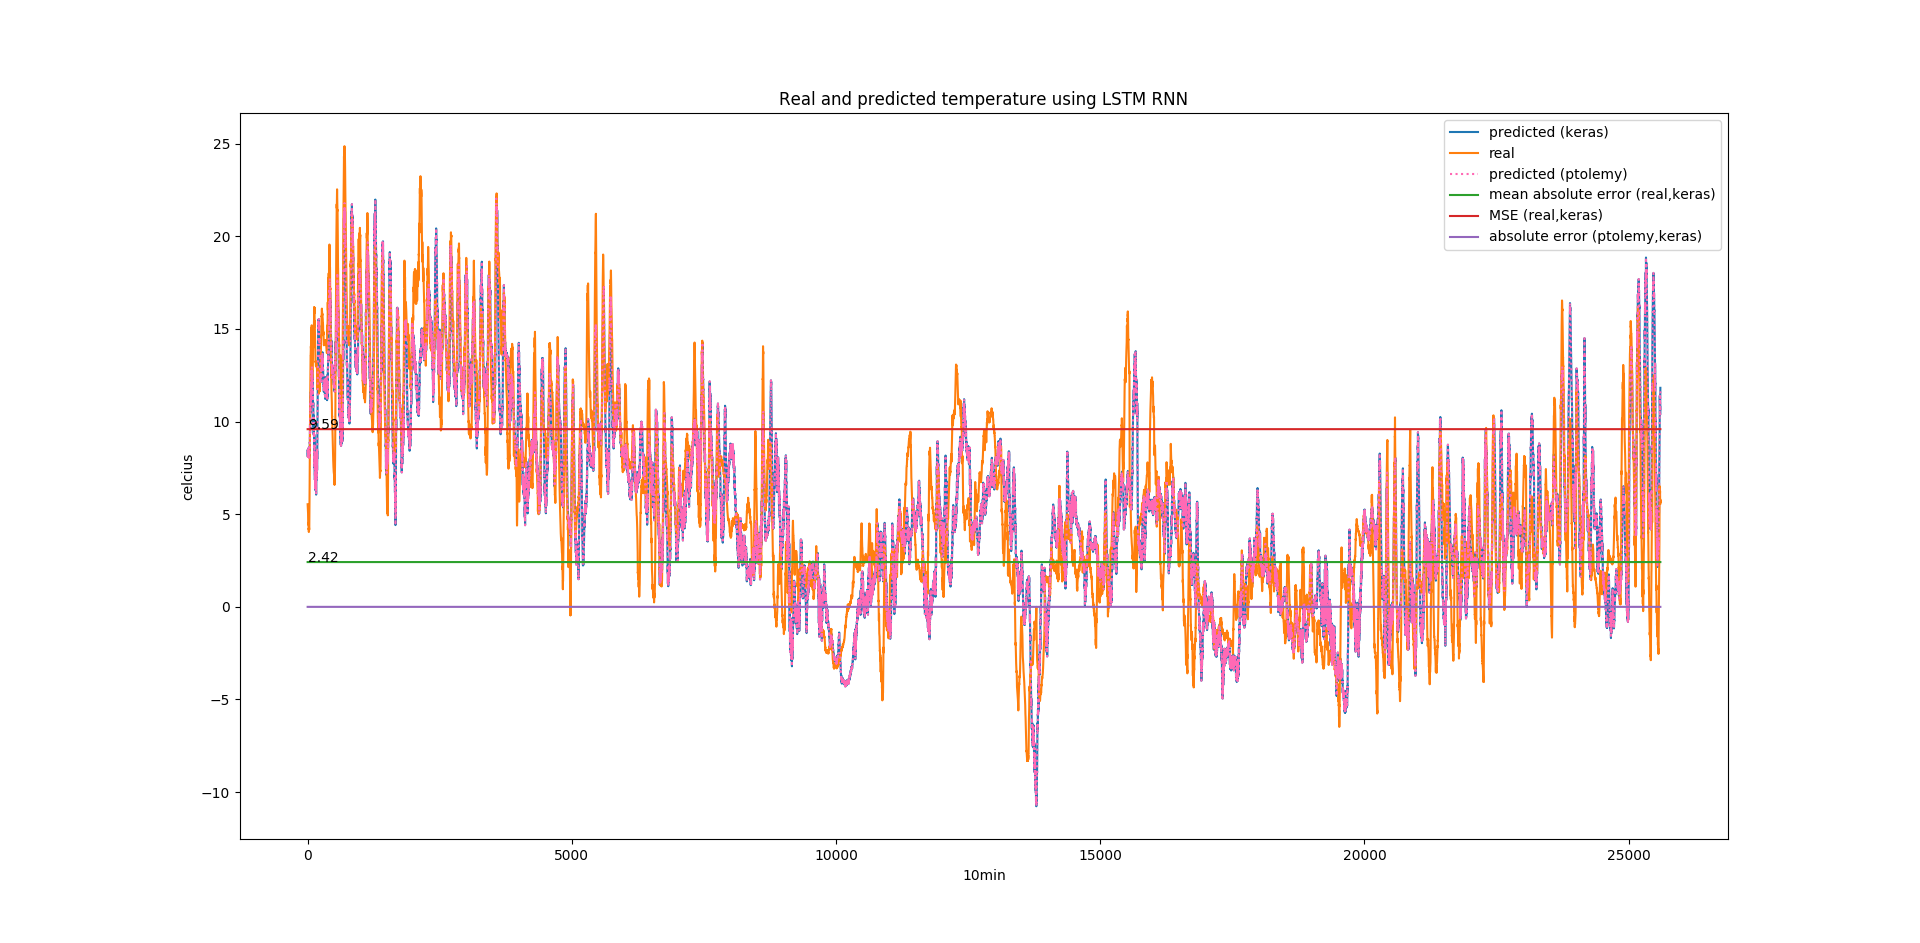 Real and predicted temperature using LSTM RNN
predicted (keras)
real
predicted (ptolemy)
mean absolute error (real,keras)
MSE (real,keras)
absolute error (ptolemy,keras)
25
20
15
10
5
0
−5
−10
celcius
9.59
2.42
0
5000
10000
15000
20000
25000
10min